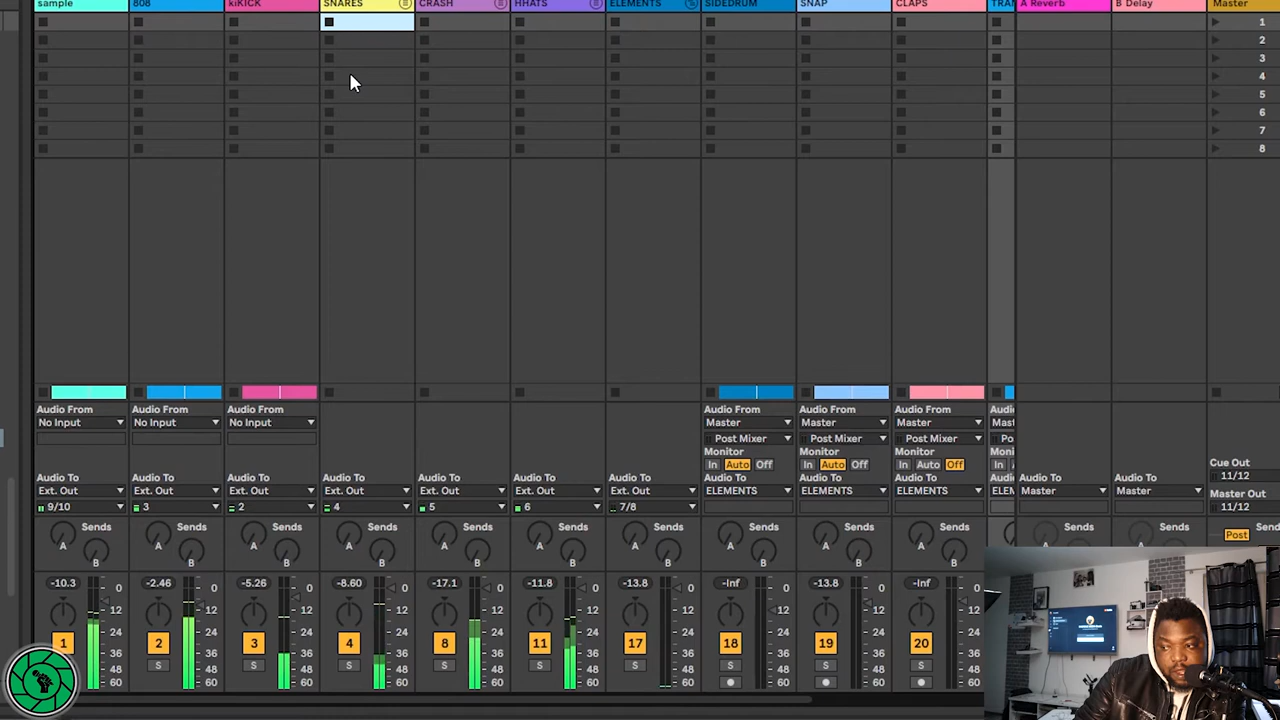 sample 808 kiKICK SNARES CRASH HHATS ELEMENTS SIDEDRUM SNAP CLAPS TRAN A Reverb B Delay Master
1
2
3
4
5
6
7
8
Audio From Audio From Audio From Audio From Audio From Audio From Audio
No Input No Input No Input Master Master Master Mast
Post Mixer Post Mixer Post Mixer Po
Monitor Monitor Monitor Moni
In Auto Off In Auto Off In Auto Off In
Cue Out
11/12
Audio To Audio To Audio To Audio To Audio To Audio To Audio To Audio To Audio To Audio To Audio Audio To Audio To
Ext. Out Ext. Out Ext. Out Ext. Out Ext. Out Ext. Out Ext. Out ELEMENTS ELEMENTS ELEMENTS ELEM Master Master
Master Out
9/10 3 2 4 5 6 7/8 11/12
Sends Sends Sends Sends Sends Sends Sends Sends Sends Sends Sends Sends Send
Post
A A A A A A A A A A A A
B B B B B B B B B B B B
-10.3 0 -2.46 0 -5.26 0 -8.60 0 -17.1 0 -11.8 0 -13.8 0 -Inf 0 -13.8 0 -Inf 0
12 12 12 12 12 12 12 12 12 12
24 24 24 24 24 24 24 24 24 24
1 2 3 4 8 11 17 18 19 20
36 36 36 36 36 36 36 36 36 36
S S S S S S S S S
48 48 48 48 48 48 48 48 48 48
60 60 60 60 60 60 60 60 60 60